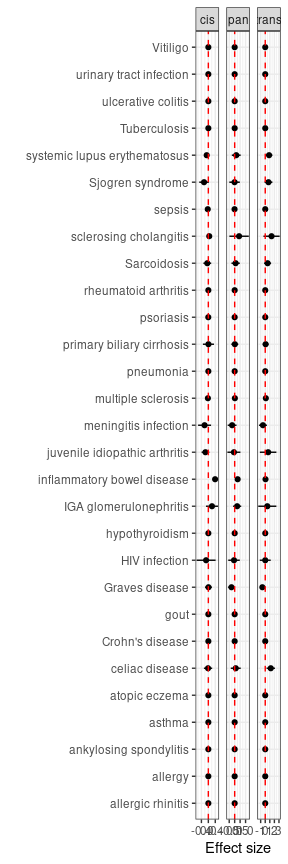 cis pan rans
Vitiligo
urinary tract infection
ulcerative colitis
Tuberculosis
systemic lupus erythematosus
Sjogren syndrome
sepsis
sclerosing cholangitis
Sarcoidosis
rheumatoid arthritis
psoriasis
primary biliary cirrhosis
pneumonia
multiple sclerosis
meningitis infection
juvenile idiopathic arthritis
inflammatory bowel disease
IGA glomerulonephritis
hypothyroidism
HIV infection
Graves disease
gout
Crohn's disease
celiac disease
atopic eczema
asthma
ankylosing spondylitis
allergy
allergic rhinitis
Effect size